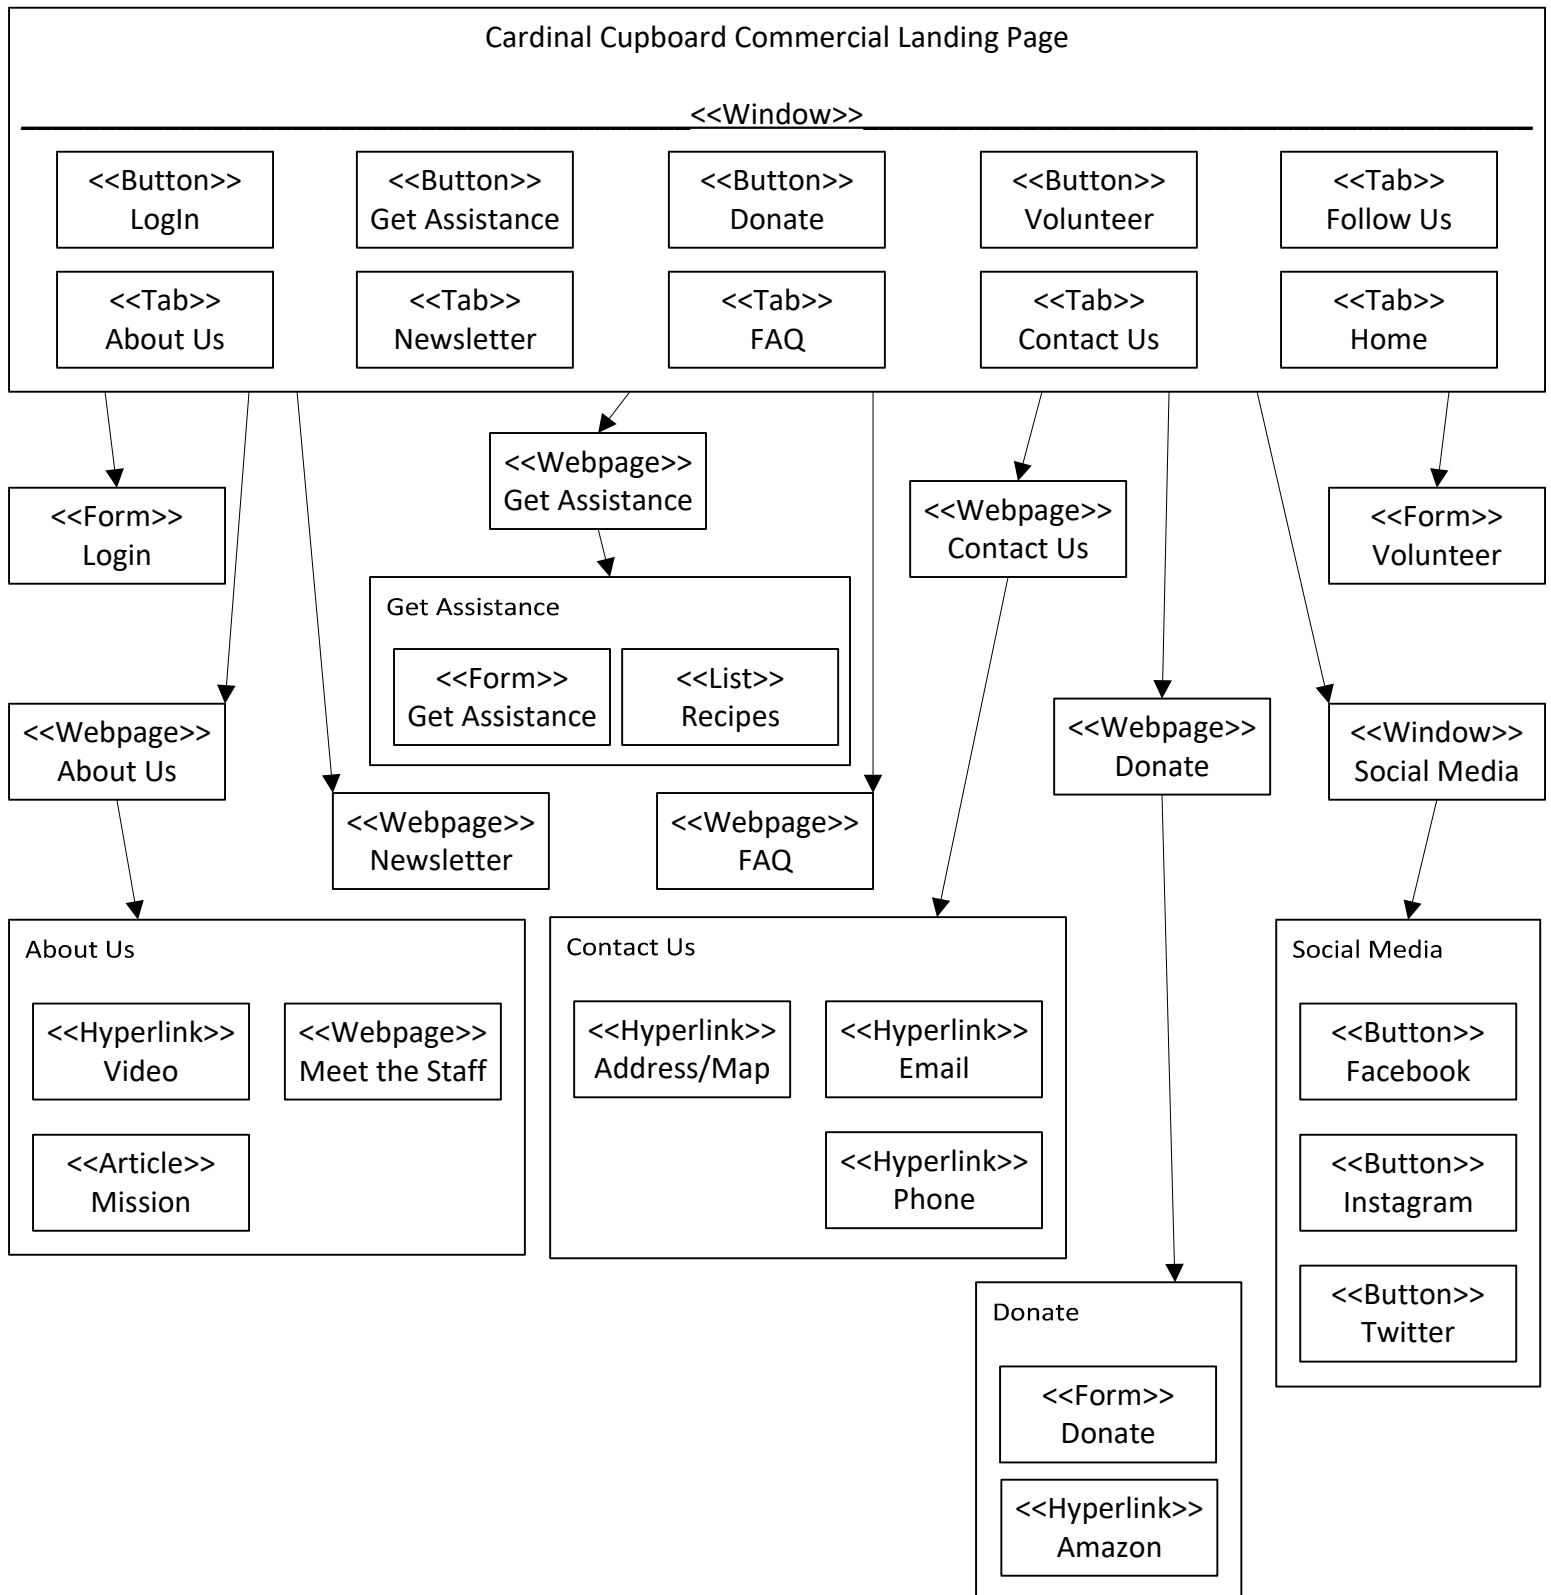 Cardinal Cupboard Commercial Landing Page
<<Window>>
<<Button>>
LogIn
<<Button>>
Get Assistance
<<Button>>
Donate
<<Button>>
Volunteer
<<Tab>>
Follow Us
<<Tab>>
About Us
<<Tab>>
Newsletter
<<Tab>>
FAQ
<<Tab>>
Contact Us
<<Tab>>
Home
<<Webpage>>
Get Assistance
<<Form>>
Login
<<Webpage>>
Contact Us
<<Form>>
Volunteer
Get Assistance
<<Form>>
Get Assistance
<<List>>
Recipes
<<Webpage>>
About Us
<<Webpage>>
Donate
<<Window>>
Social Media
<<Webpage>>
Newsletter
<<Webpage>>
FAQ
About Us
<<Hyperlink>>
Video
<<Webpage>>
Meet the Staff
<<Article>>
Mission
Contact Us
<<Hyperlink>>
Address/Map
<<Hyperlink>>
Email
<<Hyperlink>>
Phone
Social Media
<<Button>>
Facebook
<<Button>>
Instagram
<<Button>>
Twitter
Donate
<<Form>>
Donate
<<Hyperlink>>
Amazon